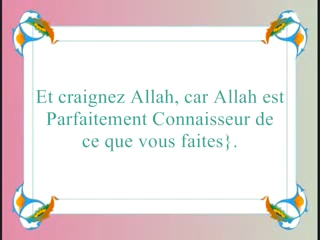 Et craignez Allah, car Allah est
Parfaitement Connaisseur de
ce que vous faites}.